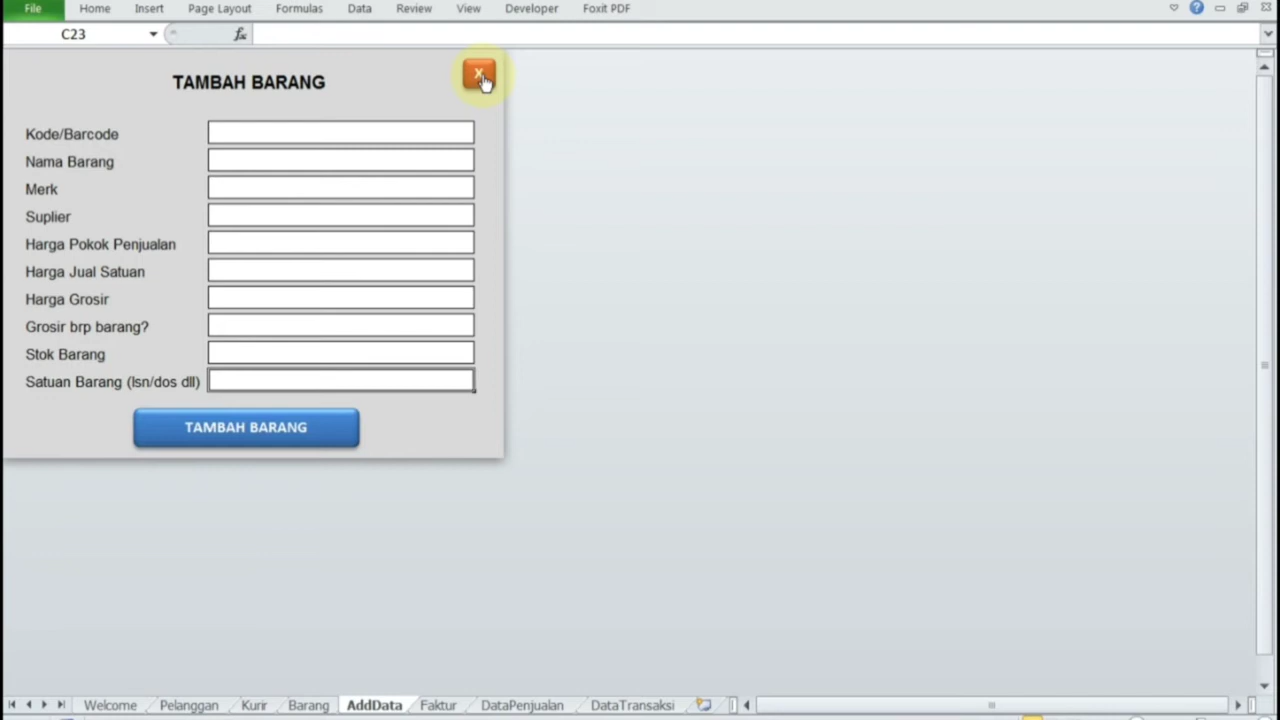 File Home Insert Page Layout Formulas Data Review View Developer Foxit PDF
C23 fx
TAMBAH BARANG X
Kode/Barcode
Nama Barang
Merk
Suplier
Harga Pokok Penjualan
Harga Jual Satuan
Harga Grosir
Grosir brp barang?
Stok Barang
Satuan Barang (lsn/dos dll)
TAMBAH BARANG
Welcome Pelanggan Kurir Barang AddData Faktur DataPenjualan DataTransaksi